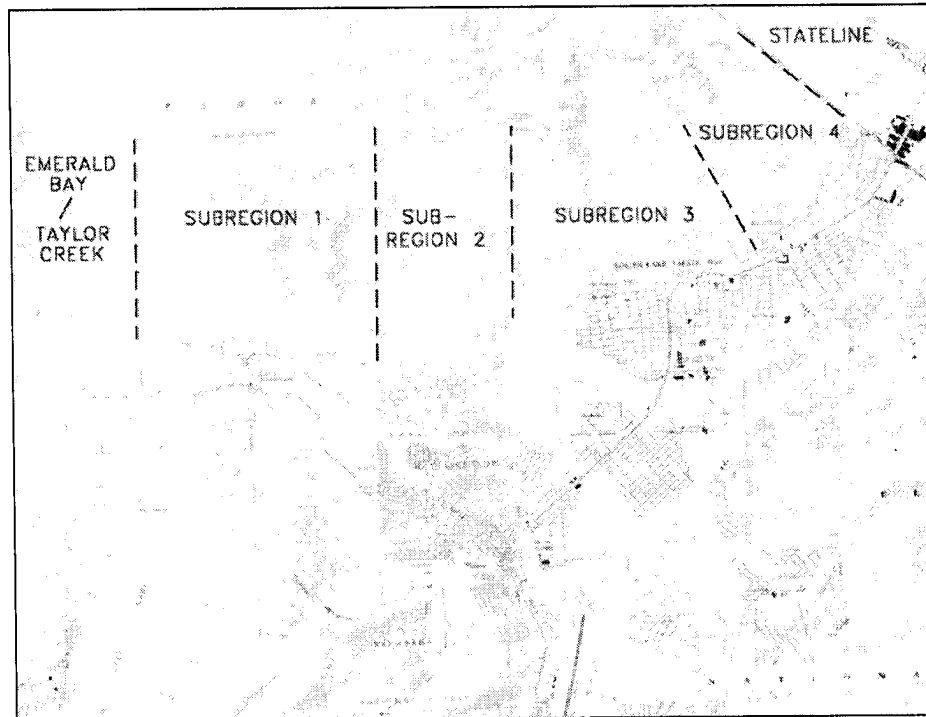 STATELINE
SUBREGION 4
EMERALD
BAY
/
TAYLOR
CREEK
SUBREGION 1
SUB-
REGION 2
SUBREGION 3